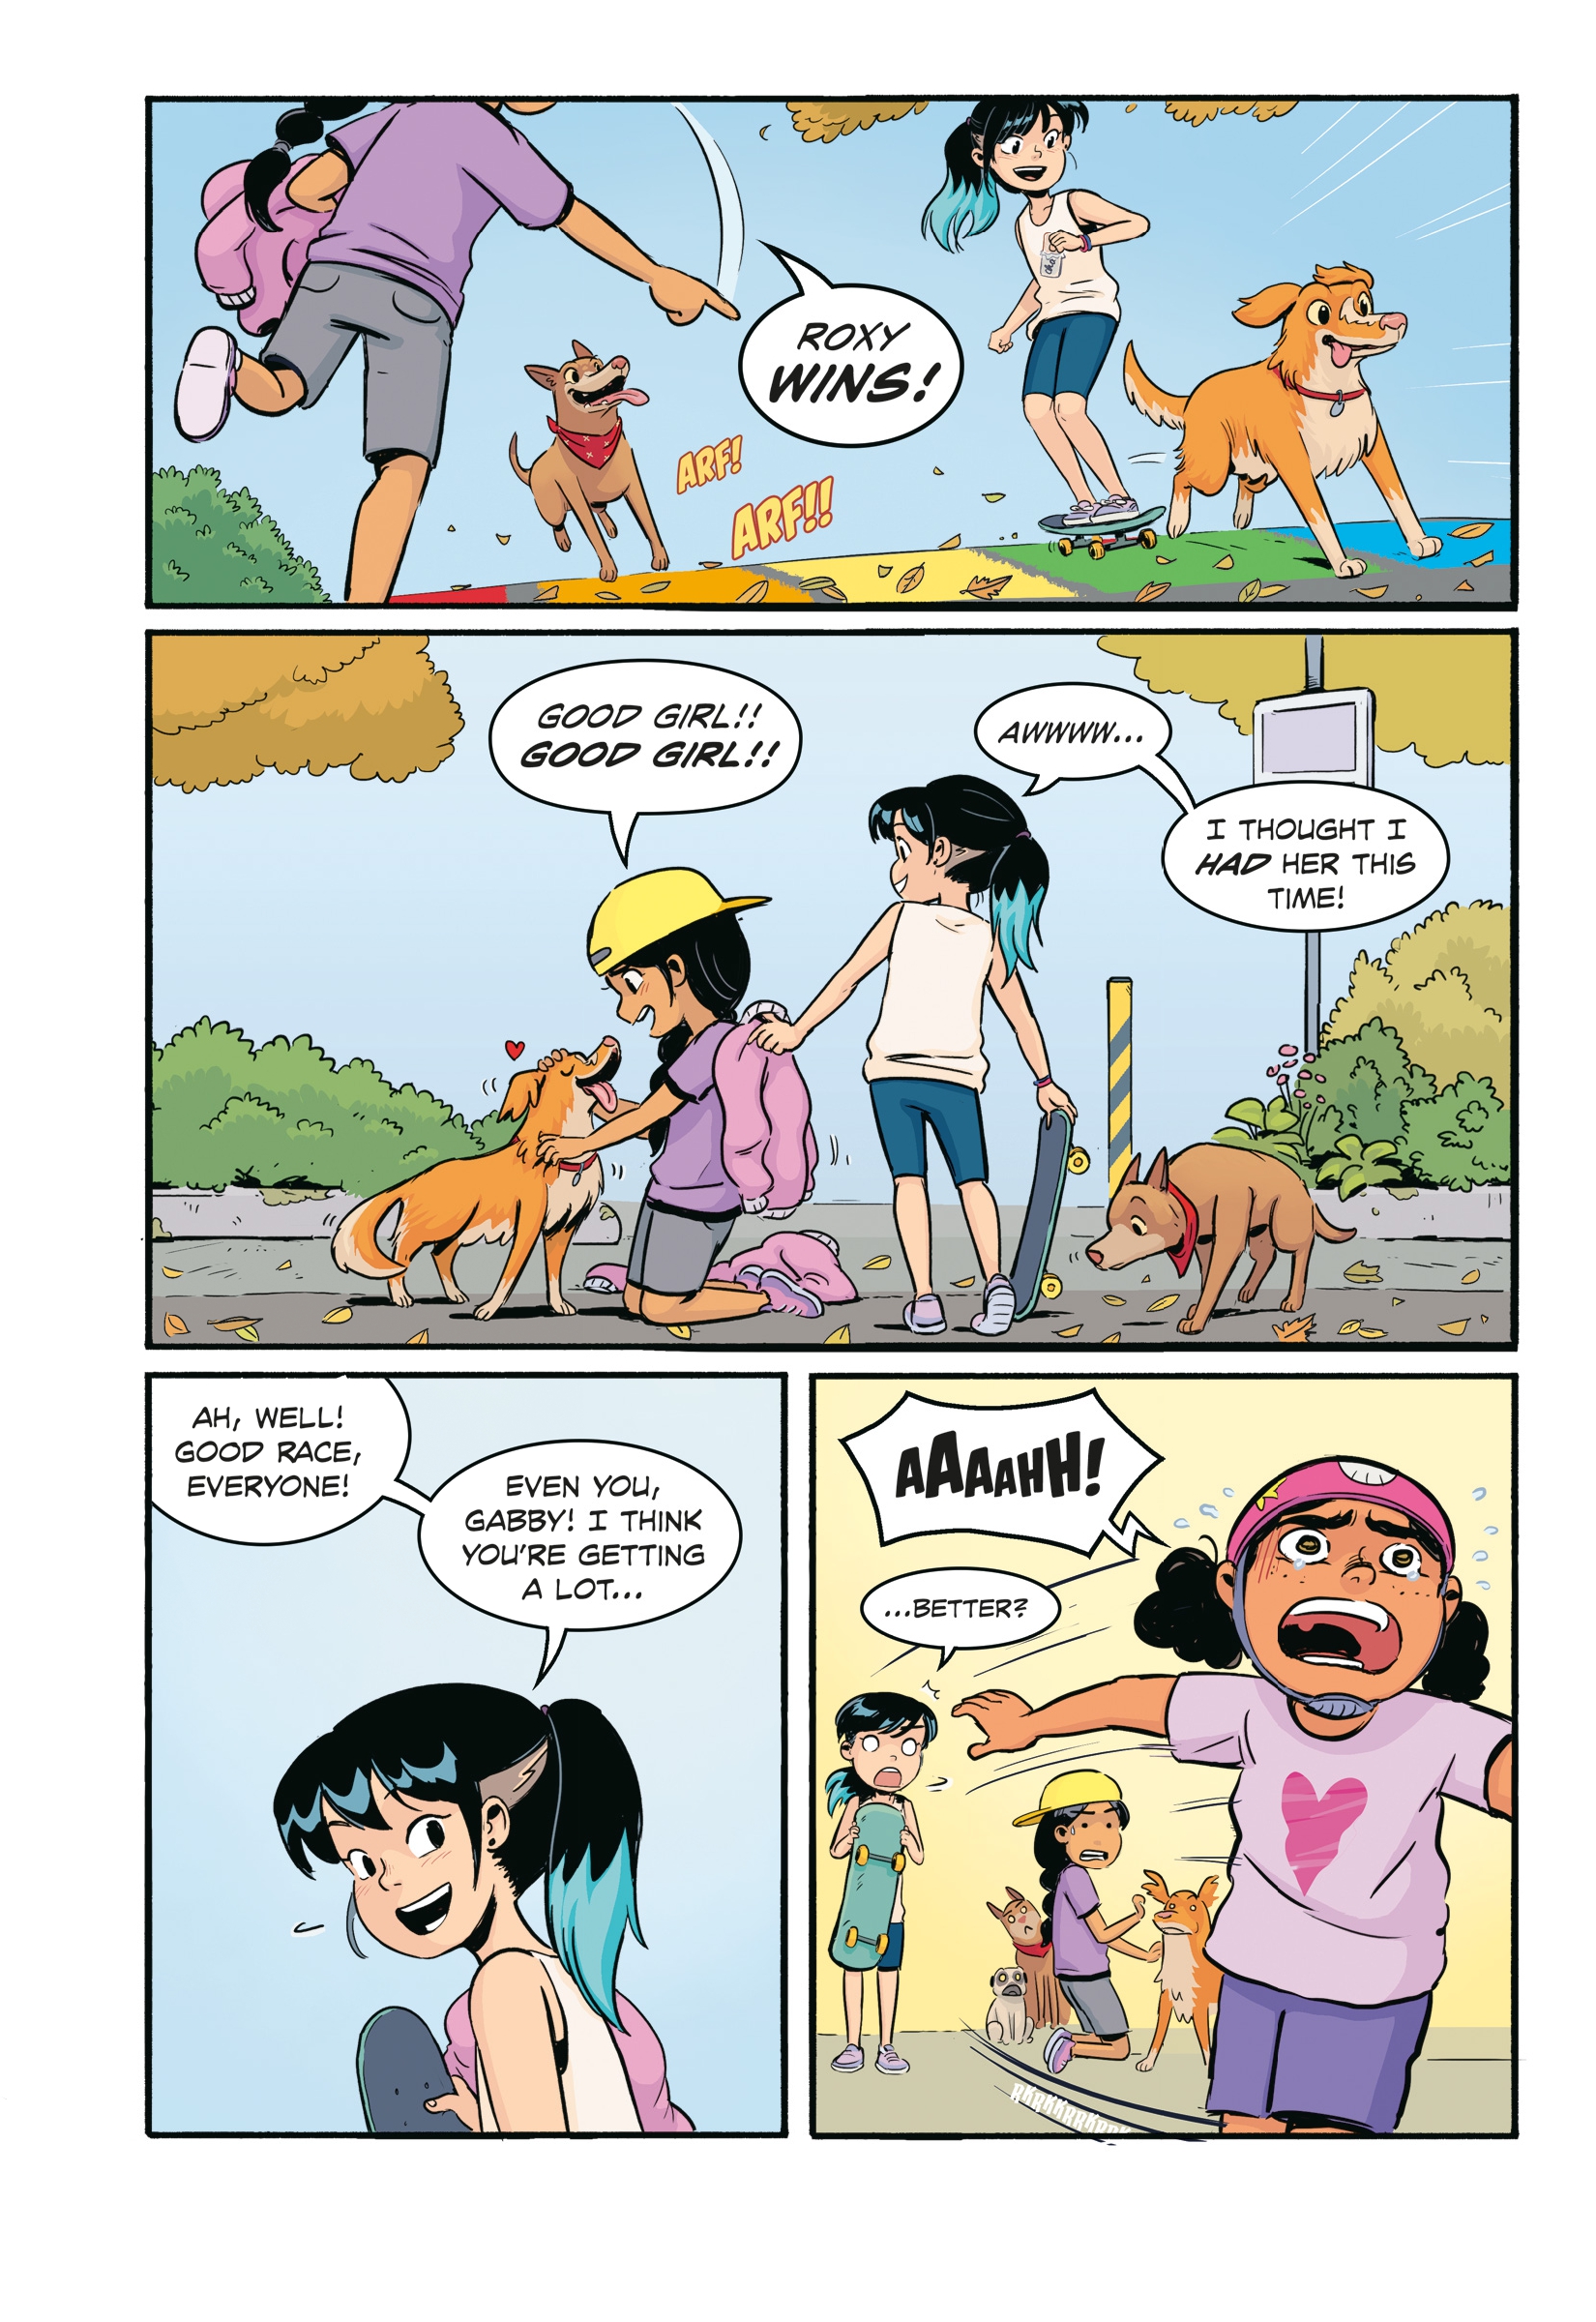 ROXY
WINS!
ARF!
ARF!!
GOOD GIRL!!
GOOD GIRL!!
AWWWW...
I THOUGHT I
HAD HER THIS
TIME!
AH, WELL!
GOOD RACE,
EVERYONE!
EVEN YOU,
GABBY! I THINK
YOU'RE GETTING
A LOT...
AAAAHH!
...BETTER?